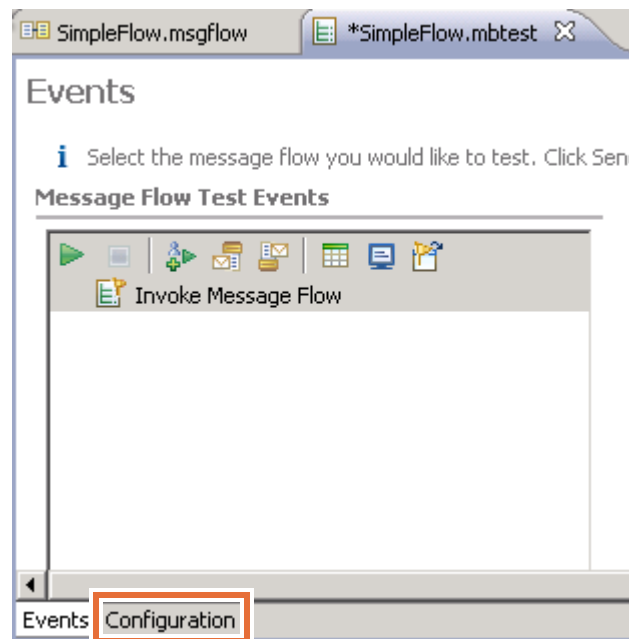 SimpleFlow.msgflow *SimpleFlow.mbtest
Events
Select the message flow you would like to test. Click Sen
Message Flow Test Events
Invoke Message Flow
Events Configuration